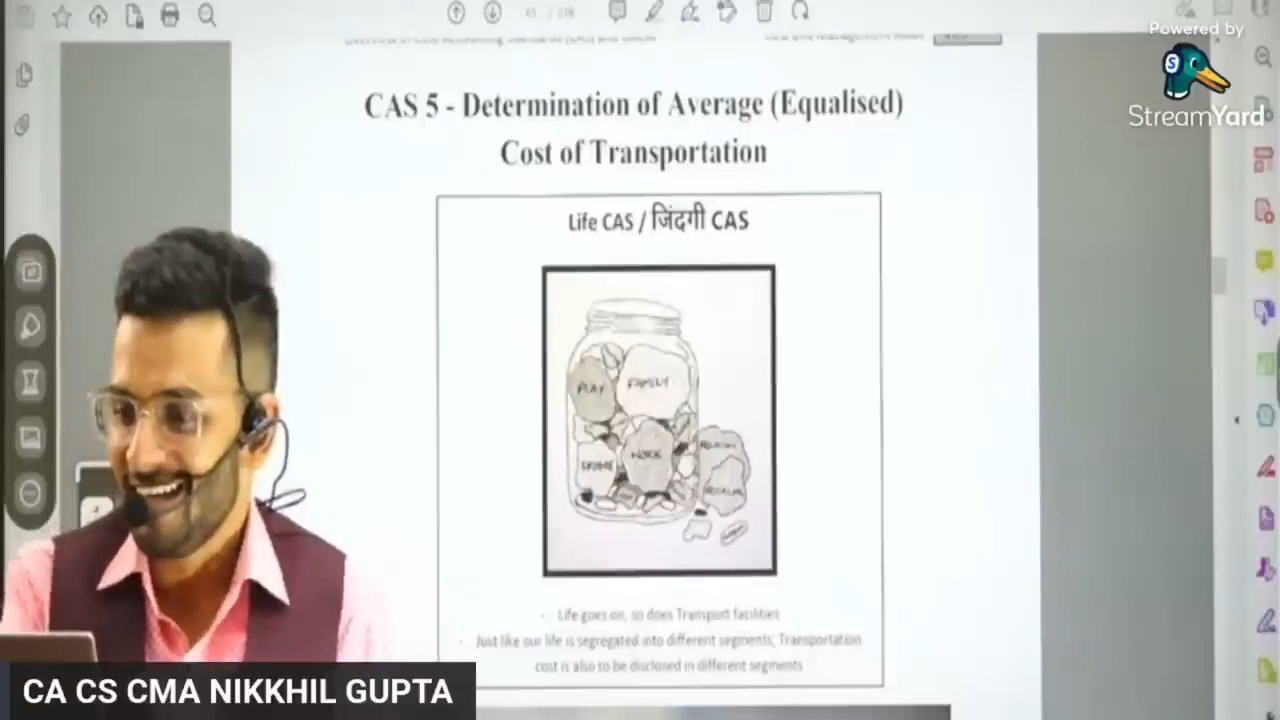 Powered by
StreamYard
CAS 5 - Determination of Average (Equalised)
Cost of Transportation
Life CAS / जिंदगी CAS
PLAY
FAMILY
WORK
- Life goes on, so does Transport facilities
- Just like our life is segregated into different segments, Transportation
cost is also to be disclosed in different segments
CA CS CMA NIKKHIL GUPTA